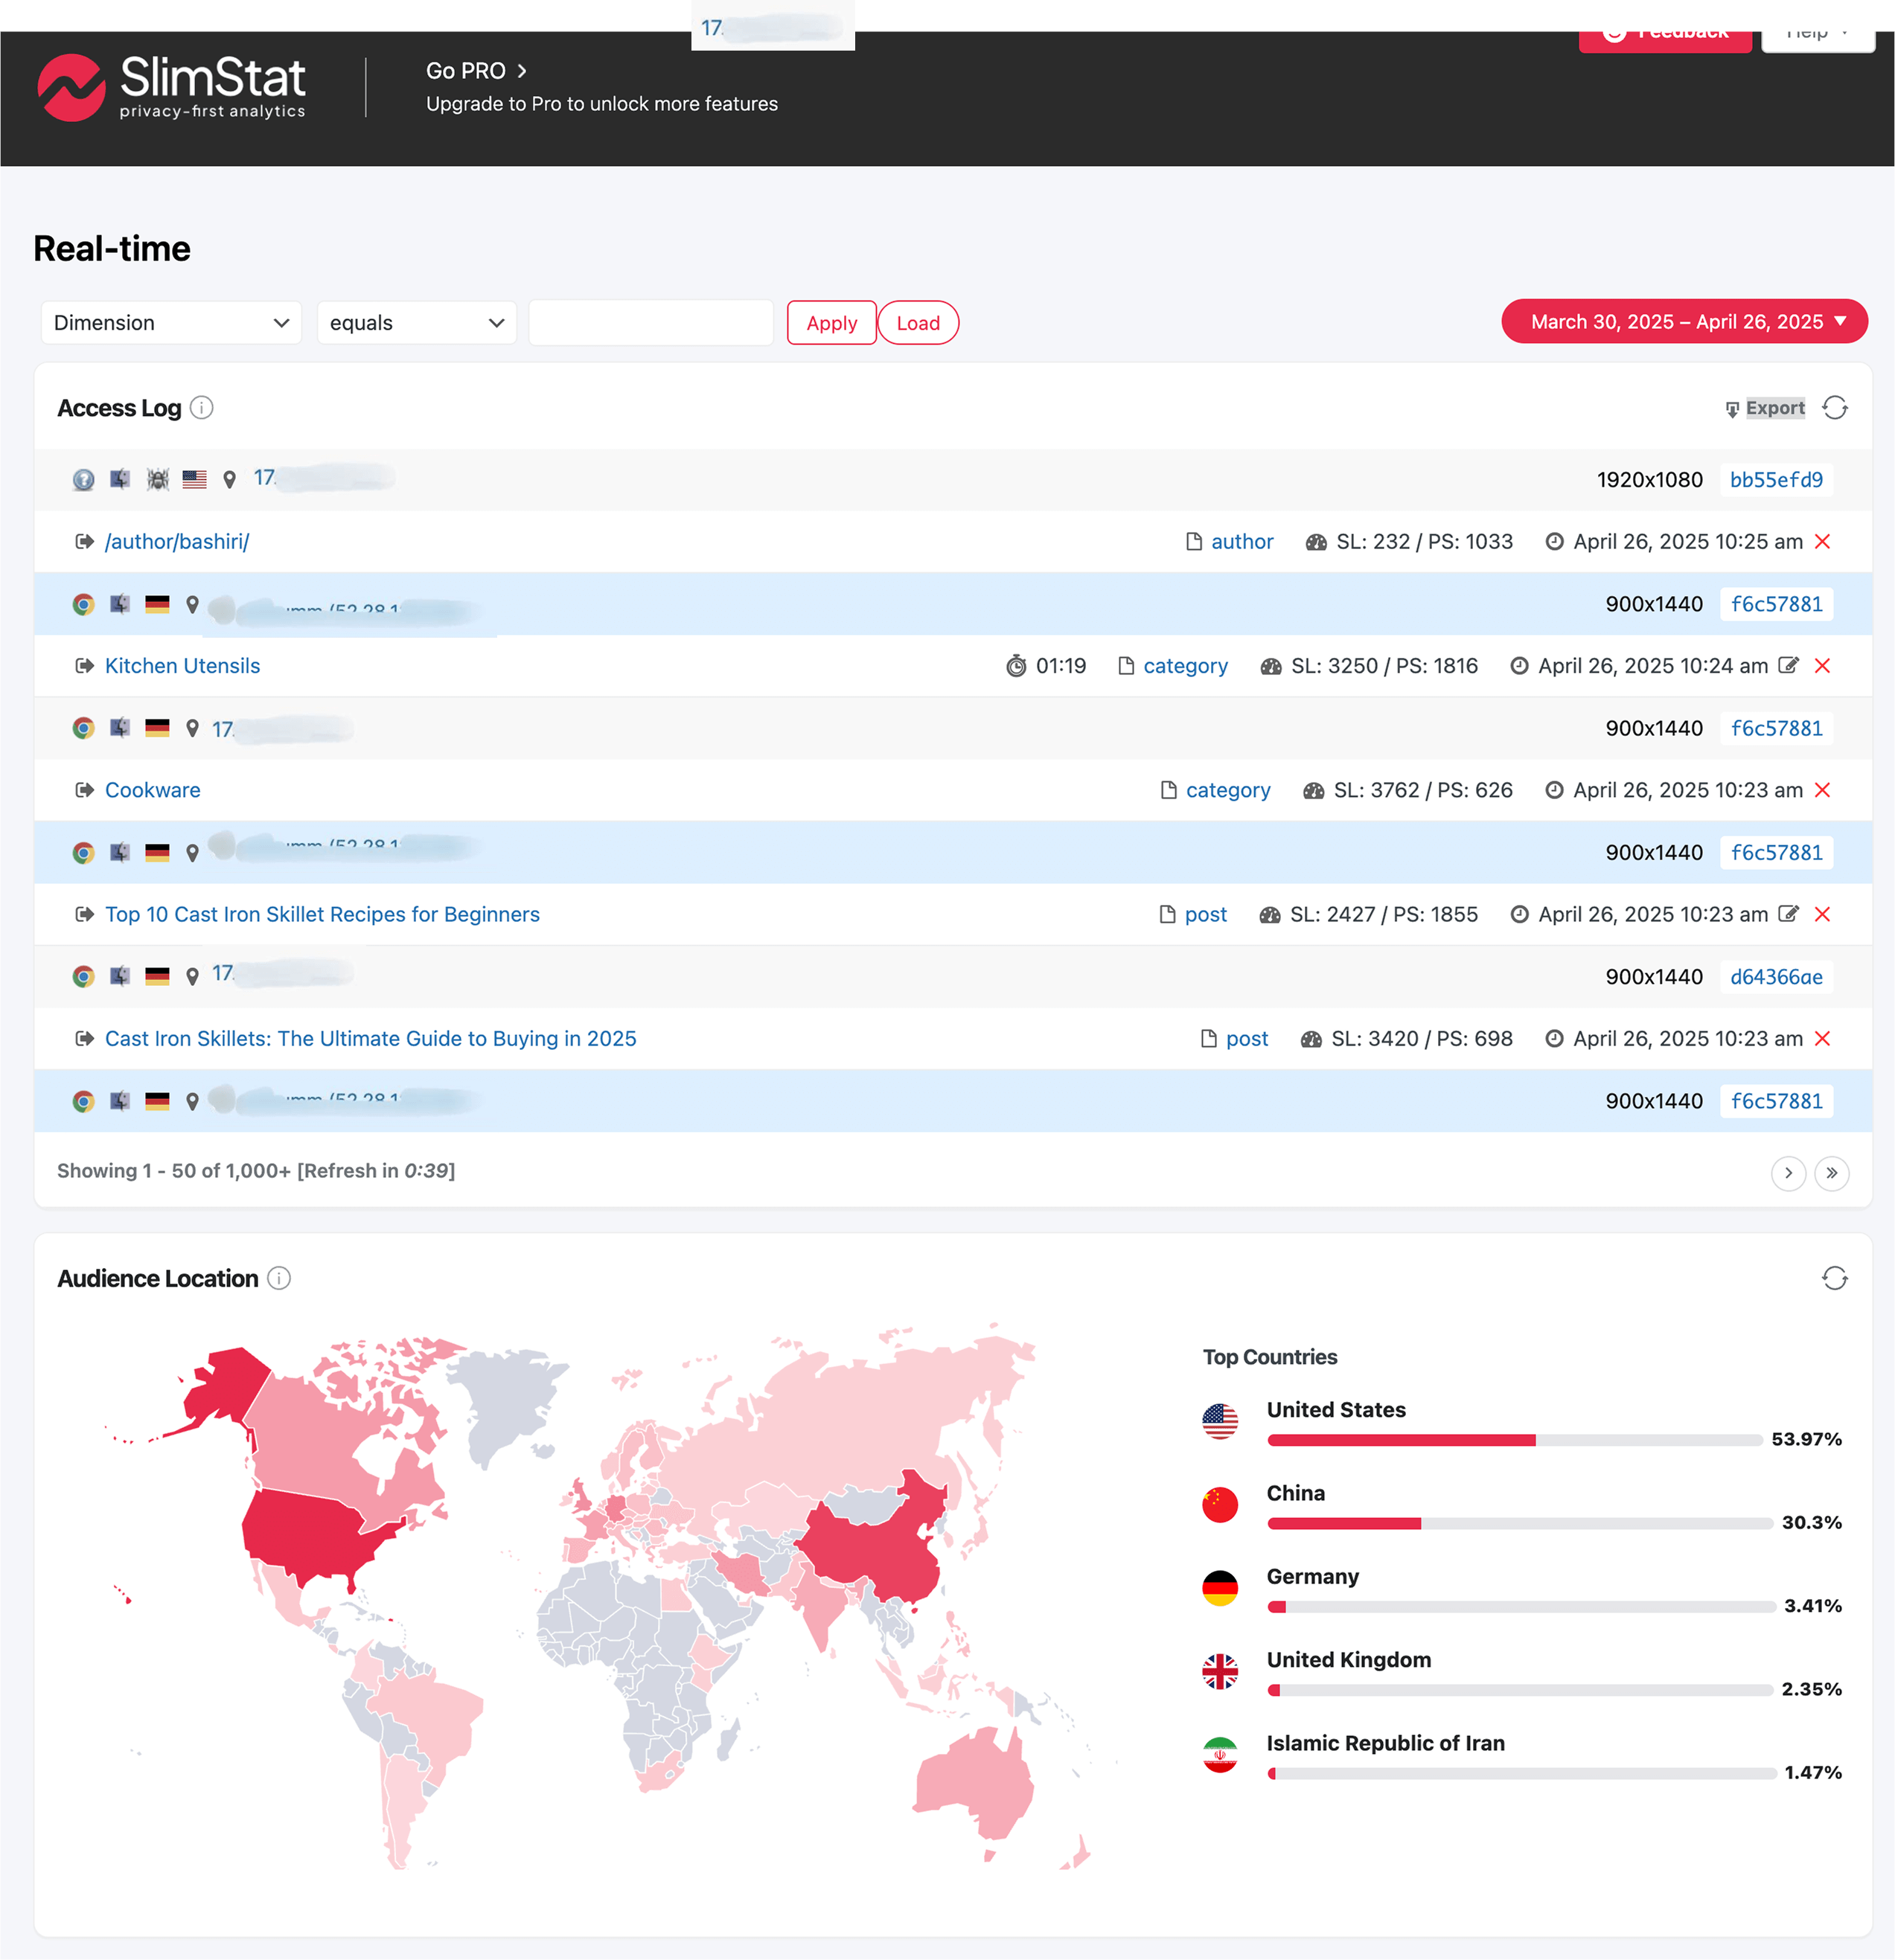 17.
Feedback
Help
SlimStat
privacy-first analytics
Go PRO
Upgrade to Pro to unlock more features
Real-time
Dimension equals Apply Load March 30, 2025 – April 26, 2025
Access Log Export
17. 1920x1080 bb55efd9
/author/bashiri/ author SL: 232 / PS: 1033 April 26, 2025 10:25 am
900x1440 f6c57881
Kitchen Utensils 01:19 category SL: 3250 / PS: 1816 April 26, 2025 10:24 am
17. 900x1440 f6c57881
Cookware category SL: 3762 / PS: 626 April 26, 2025 10:23 am
900x1440 f6c57881
Top 10 Cast Iron Skillet Recipes for Beginners post SL: 2427 / PS: 1855 April 26, 2025 10:23 am
17. 900x1440 d64366ae
Cast Iron Skillets: The Ultimate Guide to Buying in 2025 post SL: 3420 / PS: 698 April 26, 2025 10:23 am
900x1440 f6c57881
Showing 1 - 50 of 1,000+ [Refresh in 0:39]
Audience Location
Top Countries
United States
53.97%
China
30.3%
Germany
3.41%
United Kingdom
2.35%
Islamic Republic of Iran
1.47%